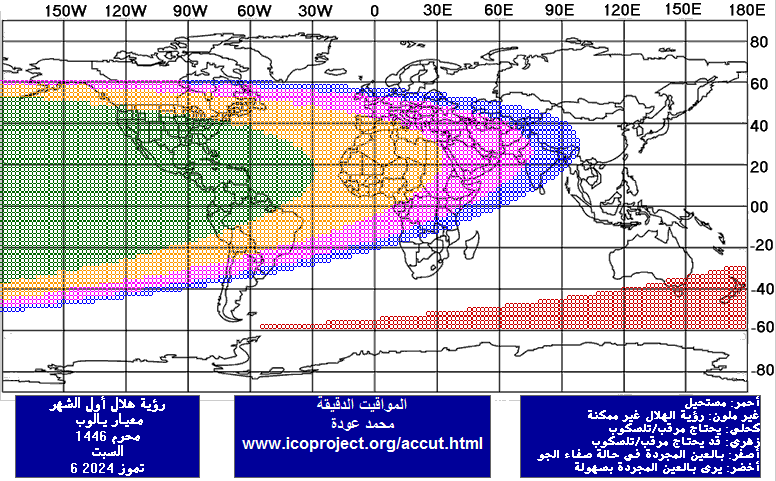 150W 120W 90W 60W 30W 0 30E 60E 90E 120E 150E 180E
80
60
40
20
00
-20
-40
-60
-80
رؤية هلال أول الشهر
معيار يالوب
محرم 1446
السبت
6 تموز 2024
المواقيت الدقيقة
محمد عودة
www.icoproject.org/accut.html
أحمر: مستحيل
غير ملون: رؤية الهلال غير ممكنة
كحلي: يحتاج مرقب/تلسكوب
زهري: قد يحتاج مرقب/تلسكوب
أصفر: بالعين المجردة في حالة صفاء الجو
أخضر: يرى بالعين المجردة بسهولة